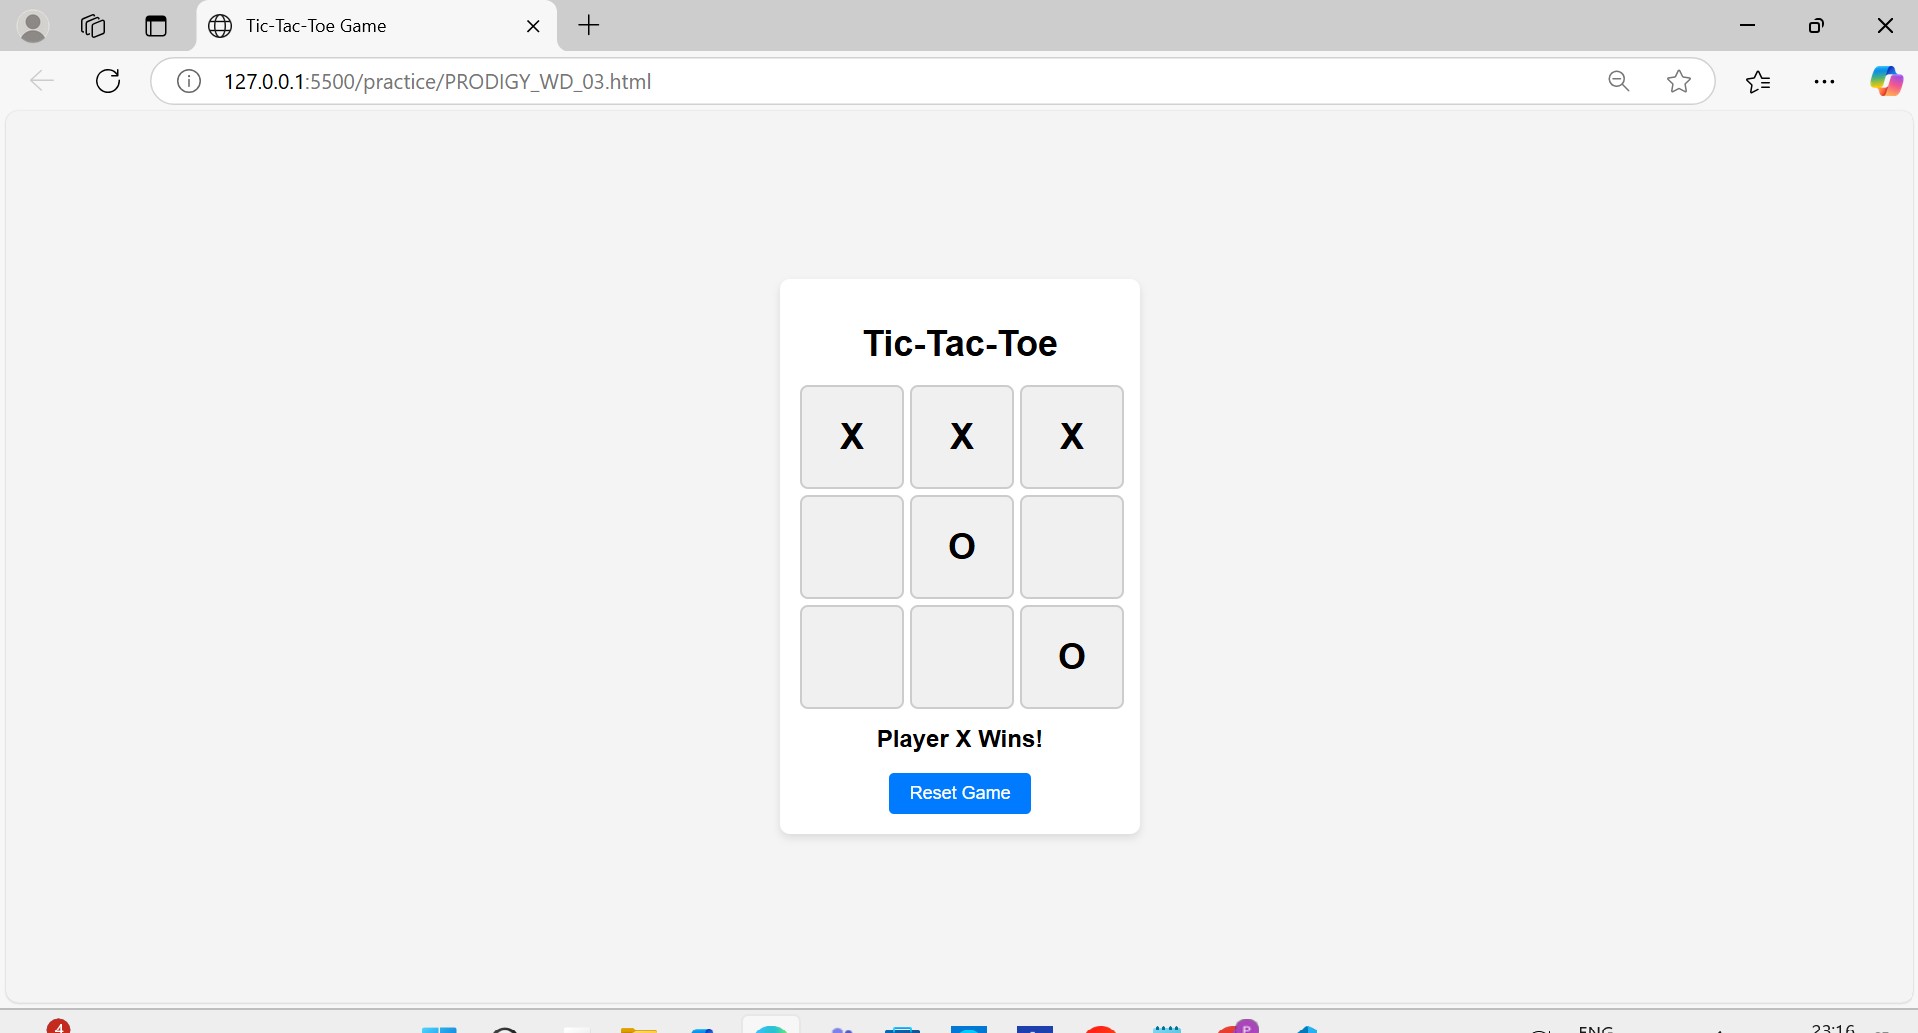 Tic-Tac-Toe Game
127.0.0.1:5500/practice/PRODIGY_WD_03.html
Tic-Tac-Toe
X X X
O
O
Player X Wins!
Reset Game
4
P
ENG
23:16